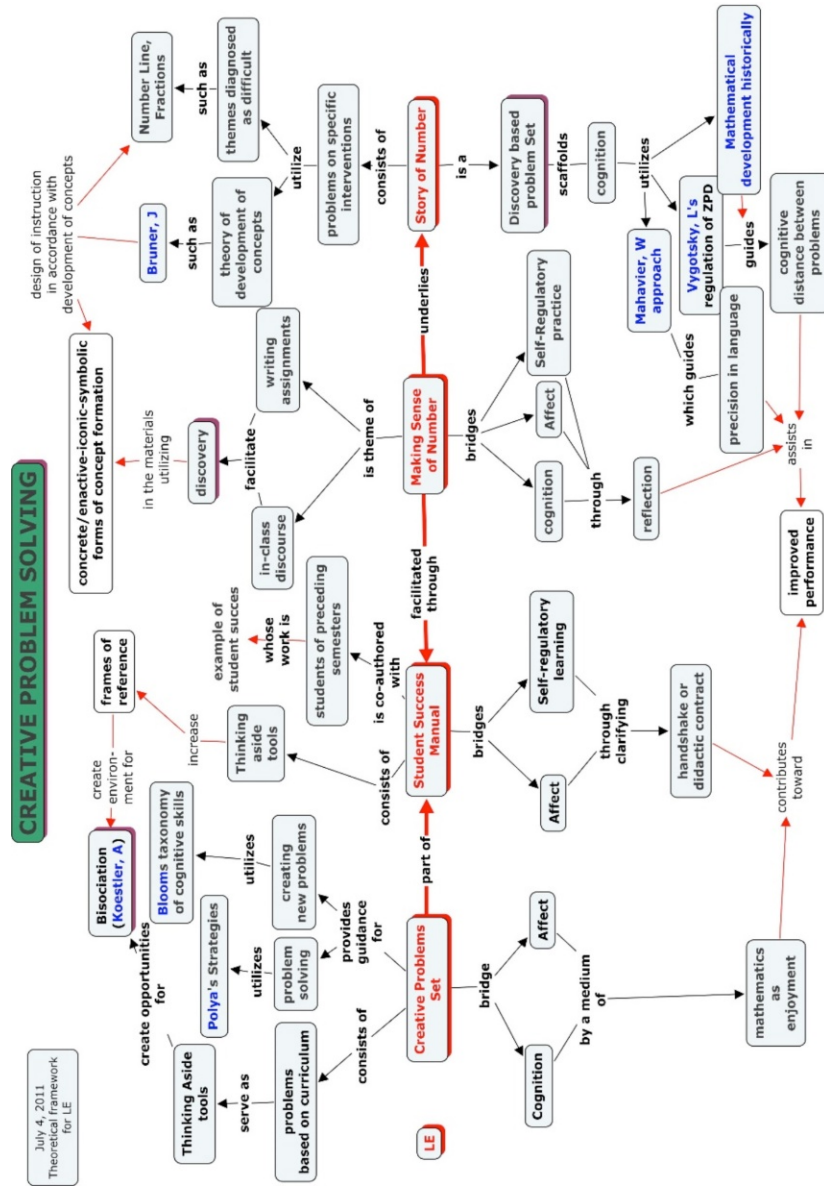 CREATIVE PROBLEM SOLVING
July 4, 2011
Theoretical framework
for LE
Thinking Aside
tools
create opportunities
for
Bisociation
(Koestler, A)
create
environ-
ment for
frames of
reference
increase
Thinking aside
tools
serve as
problems
based on curriculum
consists of
Polya's Strategies
utilizes
problem
solving
Blooms taxonomy
of cognitive skills
utilizes
creating
new problems
provides
guidance
for
example of
student succes
whose
work is
students of preceding
semesters
is co-authored
with
consists of
concrete/enactive-iconic-symbolic
forms of concept formation
in the materials
utilizing
discovery
facilitate
in-class
discourse
writing
assignments
is theme of
design of instruction
in accordance with
development of concepts
Bruner, J
such
as
theory of
development of
concepts
Number Line,
Fractions
such
as
themes diagnosed
as difficult
utilize
problems on specific
interventions
consists
of
LE
Creative Problems
Set
part of
Student Success
Manual
facilitated
through
Making Sense
of Number
underlies
Story of Number
bridge
Cognition
Affect
by a medium
of
mathematics
as
enjoyment
bridges
Affect
Self-regulatory
learning
through
clarifying
handshake or
didactic contract
contributes
toward
bridges
cognition
Affect
Self-Regulatory
practice
through
reflection
is a
Discovery based
problem Set
scaffolds
cognition
utilizes
Mahavier, W
approach
Vygotsky, L's
regulation of ZPD
Mathematical
development historically
which guides
guides
precision in language
cognitive
distance between
problems
assists
in
improved
performance